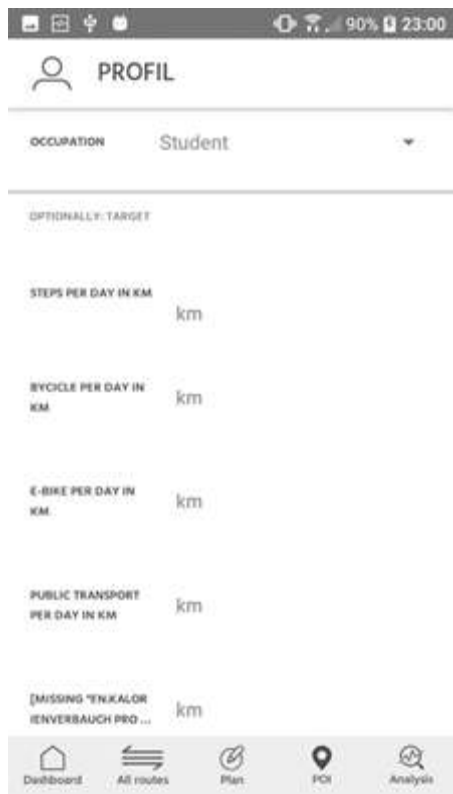 90% 23:00
PROFIL
OCCUPATION Student
OPTIONALLY: TARGET
STEPS PER DAY IN KM
km
BYCICLE PER DAY IN
KM
km
E-BIKE PER DAY IN
KM
km
PUBLIC TRANSPORT
PER DAY IN KM
km
[MISSING "EN.KALOR
IENVERBAUCH PRO ...
km
Dashboard All routes Plan POI Analysis